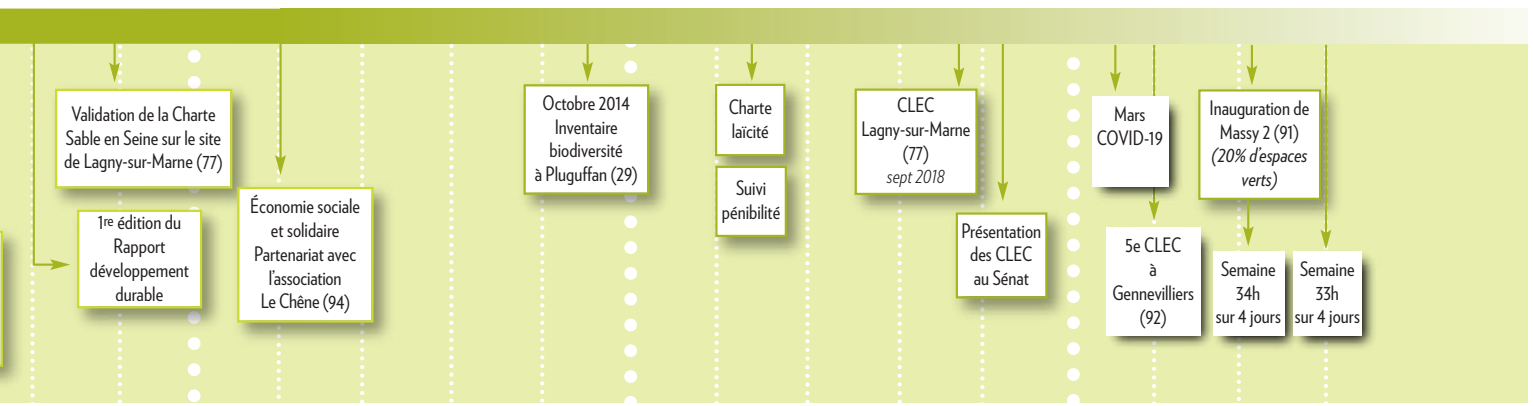 Validation de la Charte
Sable en Seine sur le site
de Lagny-sur-Marne (77)
1re édition du
Rapport
développement
durable
Économie sociale
et solidaire
Partenariat avec
l'association
Le Chêne (94)
Octobre 2014
Inventaire
biodiversité
à Pluguffan (29)
Charte
laïcité
Suivi
pénibilité
CLEC
Lagny-sur-Marne
(77)
sept 2018
Présentation
des CLEC
au Sénat
Mars
COVID-19
5e CLEC
à
Gennevilliers
(92)
Inauguration de
Massy 2 (91)
(20% d'espaces
verts)
Semaine
34h
sur 4 jours
Semaine
33h
sur 4 jours